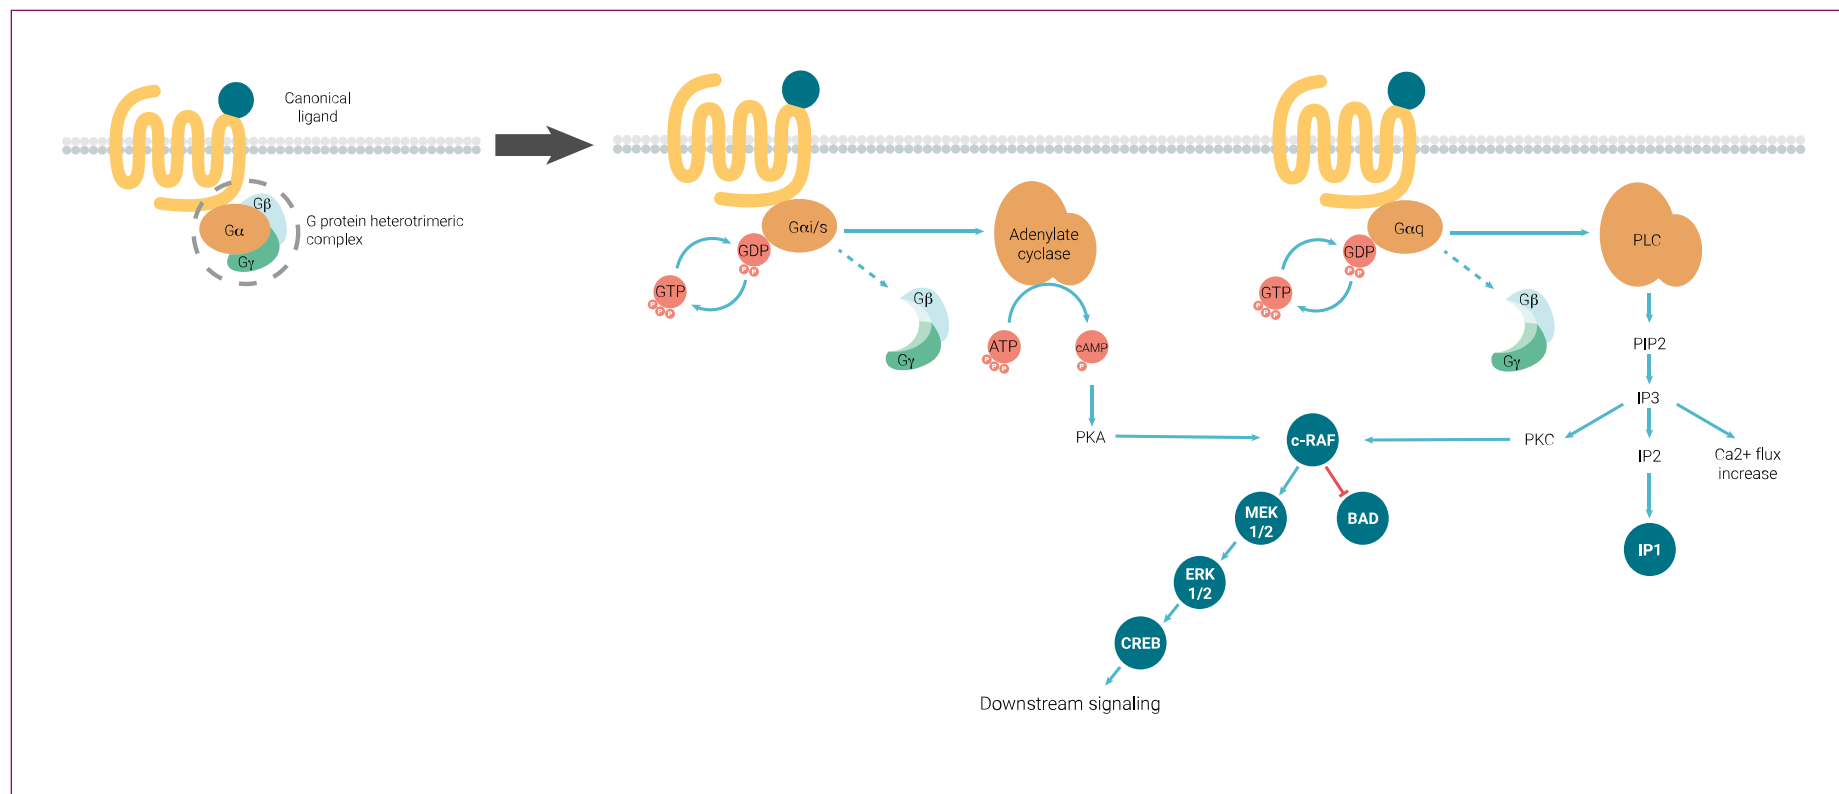 Canonical
ligand
Gβ
Gα
Gγ
G protein heterotrimeric
complex
Gαi/s
GDP
P P
GTP
P P P
Adenylate
cyclase
Gβ
Gγ
ATP
P P P
cAMP
P
PKA
Gαq
GDP
P P
GTP
P P P
PLC
Gβ
Gγ
PIP2
IP3
PKC
IP2
Ca2+ flux
increase
IP1
c-RAF
MEK
1/2
BAD
ERK
1/2
CREB
Downstream signaling